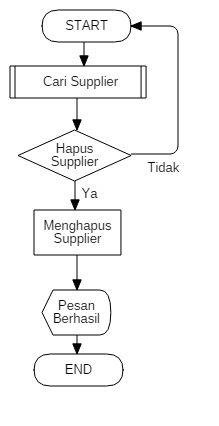 START
Cari Supplier
Hapus
Supplier
Tidak
Ya
Menghapus
Supplier
Pesan
Berhasil
END